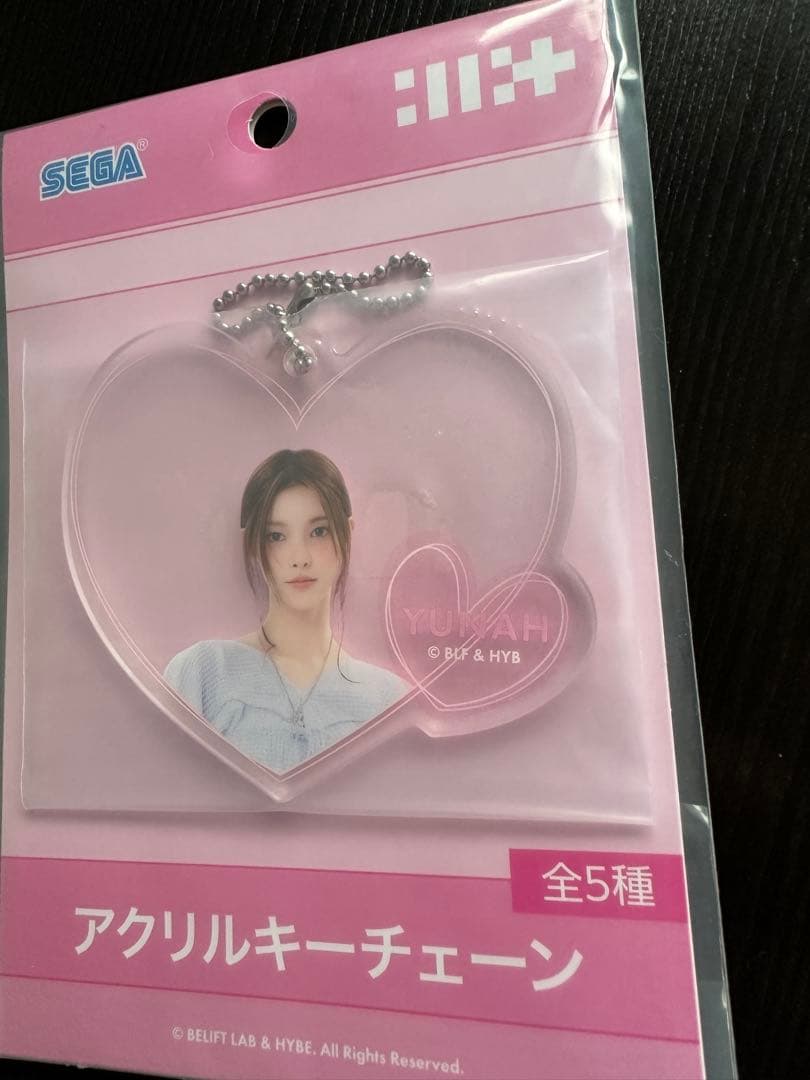 SEGA®
:II:+
YUNAH
© BLF & HYB
全5種
アクリルキーチェーン
© BELIFT LAB & HYBE. All Rights Reserved.